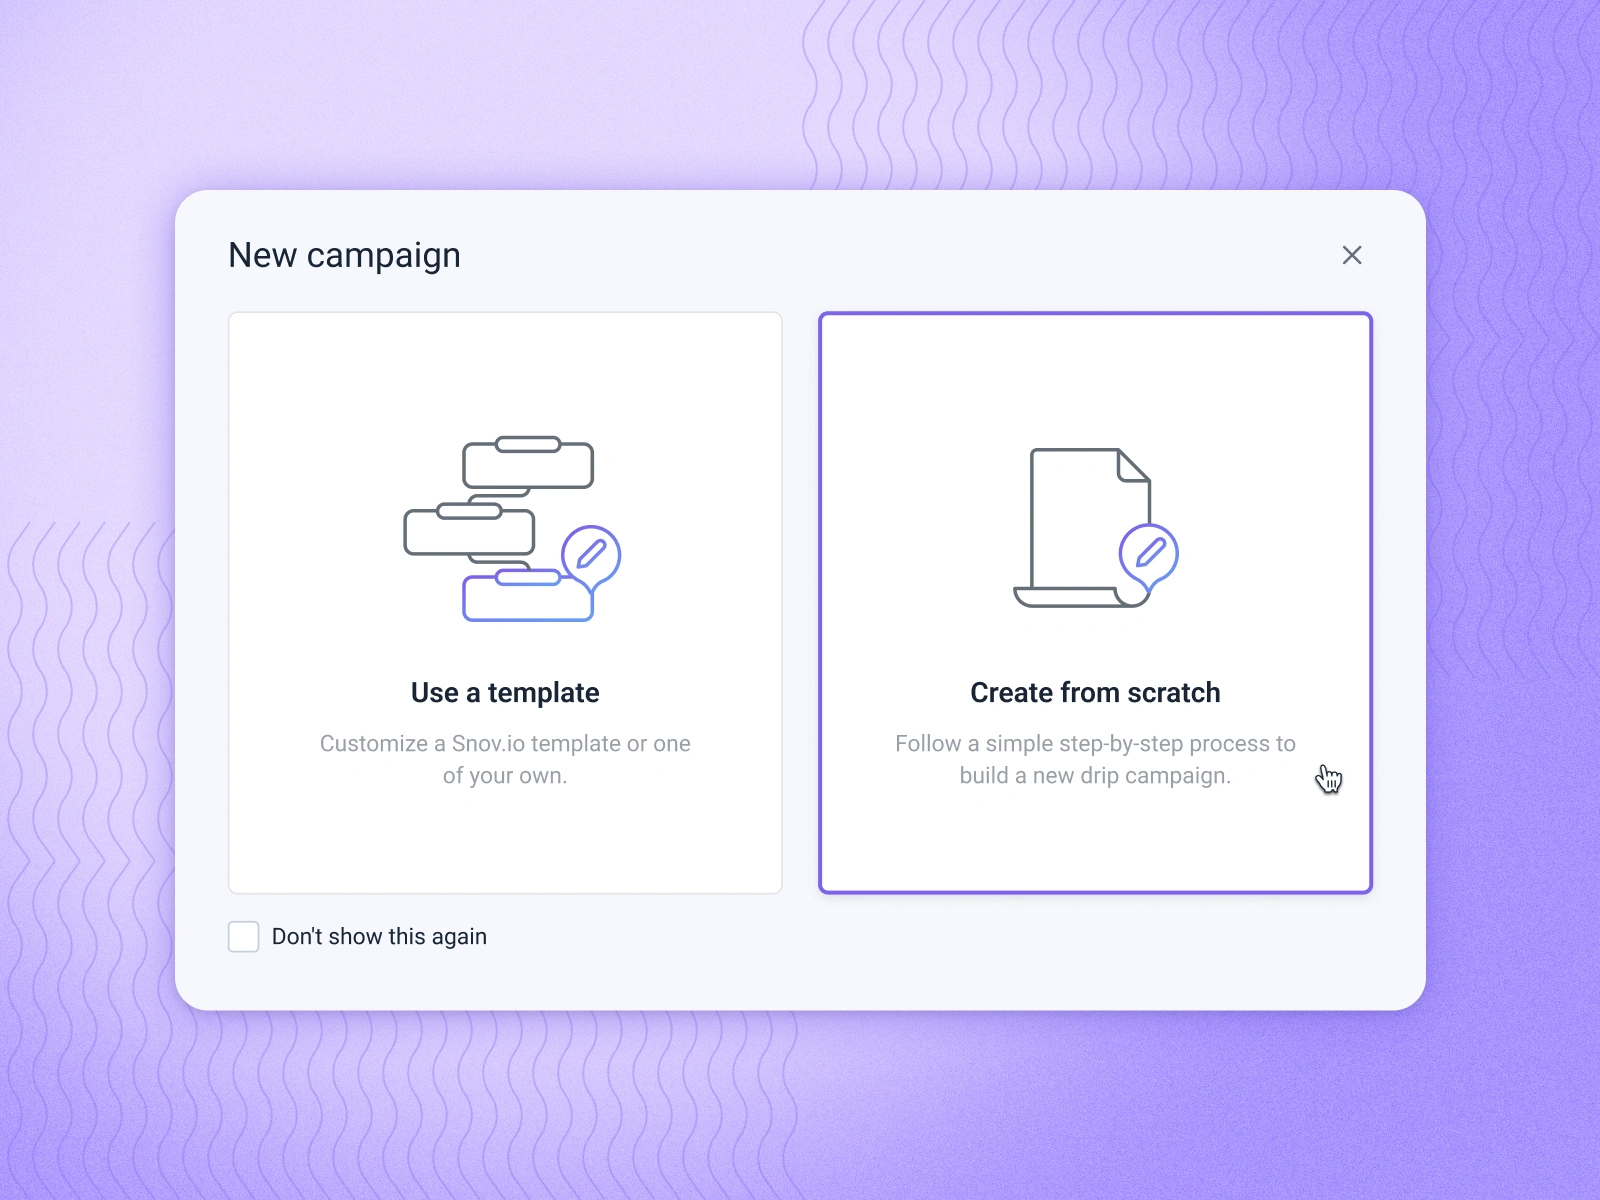 New campaign
Use a template
Customize a Snov.io template or one
of your own.
Create from scratch
Follow a simple step-by-step process to
build a new drip campaign.
Don't show this again